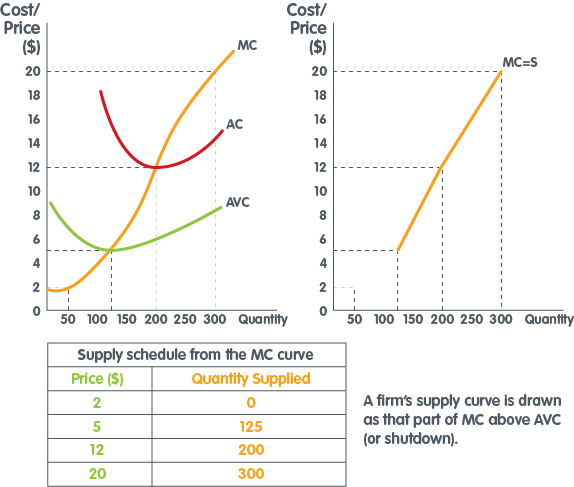 Cost/
Price
($)
MC
20
18
AC
16
14
12
10
AVC
8
6
4
2
0
50 100 150 200 250 300 Quantity
Cost/
Price
($)
MC=S
20
18
16
14
12
10
8
6
4
2
0
50 100 150 200 250 300 Quantity
Supply schedule from the MC curve
Price ($) Quantity Supplied
2 0
5 125
12 200
20 300
A firm's supply curve is drawn
as that part of MC above AVC
(or shutdown).